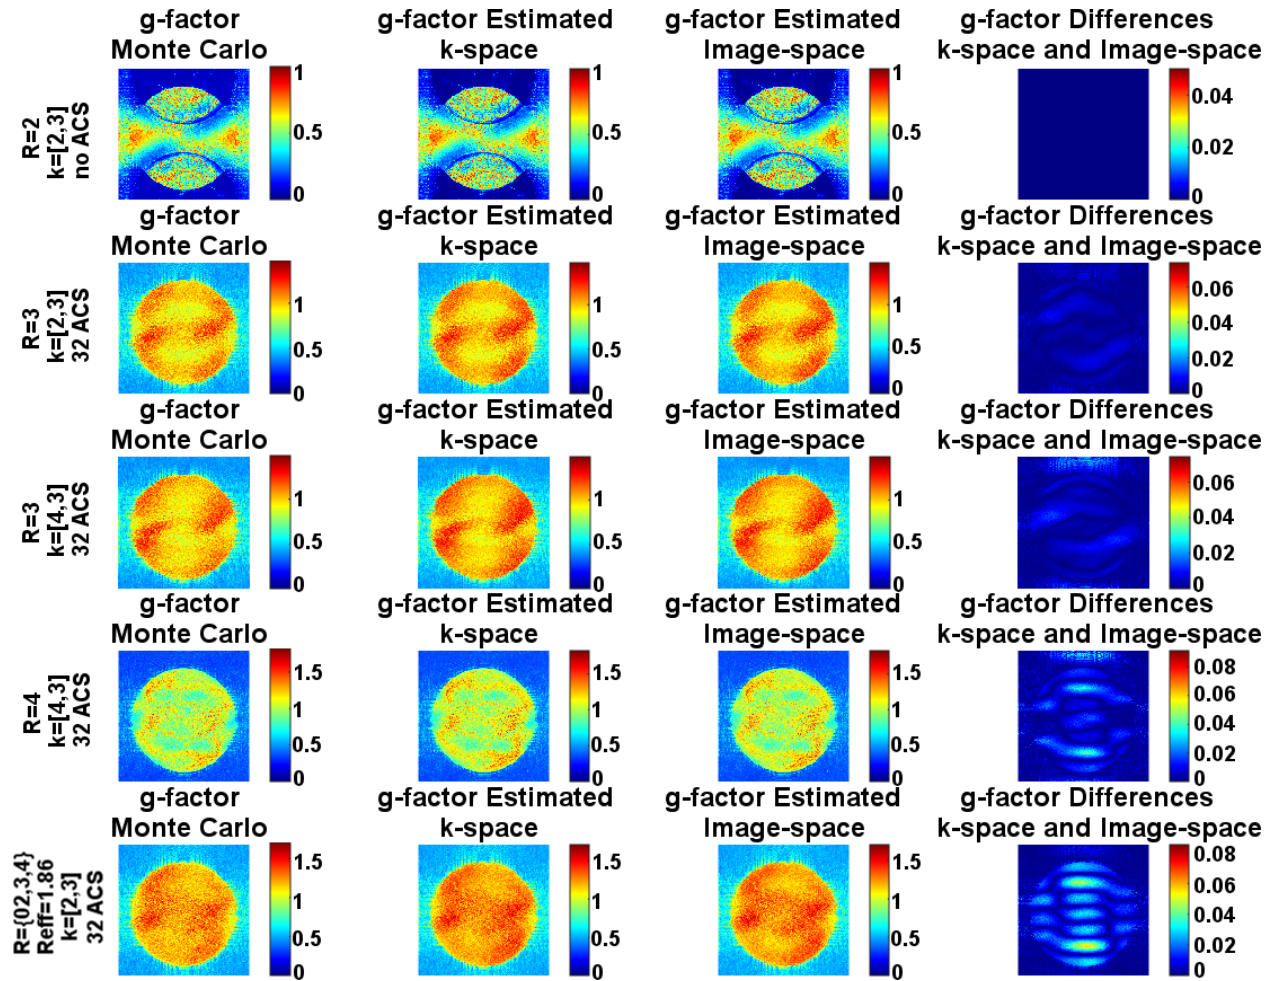 g-factor
Monte Carlo
g-factor Estimated
k-space
g-factor Estimated
Image-space
g-factor Differences
k-space and Image-space
R=2
k=[2,3]
no ACS
1
0.5
0
1
0.5
0
1
0.5
0
0.04
0.02
0
g-factor
Monte Carlo
g-factor Estimated
k-space
g-factor Estimated
Image-space
g-factor Differences
k-space and Image-space
R=3
k=[2,3]
32 ACS
1
0.5
0
1
0.5
0
1
0.5
0
0.06
0.04
0.02
0
g-factor
Monte Carlo
g-factor Estimated
k-space
g-factor Estimated
Image-space
g-factor Differences
k-space and Image-space
R=3
k=[4,3]
32 ACS
1
0.5
0
1
0.5
0
1
0.5
0
0.06
0.04
0.02
0
g-factor
Monte Carlo
g-factor Estimated
k-space
g-factor Estimated
Image-space
g-factor Differences
k-space and Image-space
R=4
k=[4,3]
32 ACS
1.5
1
0.5
0
1.5
1
0.5
0
1.5
1
0.5
0
0.08
0.06
0.04
0.02
0
g-factor
Monte Carlo
g-factor Estimated
k-space
g-factor Estimated
Image-space
g-factor Differences
k-space and Image-space
R={02,3,4}
Reff=1.86
k=[2,3]
32 ACS
1.5
1
0.5
0
1.5
1
0.5
0
1.5
1
0.5
0
0.08
0.06
0.04
0.02
0